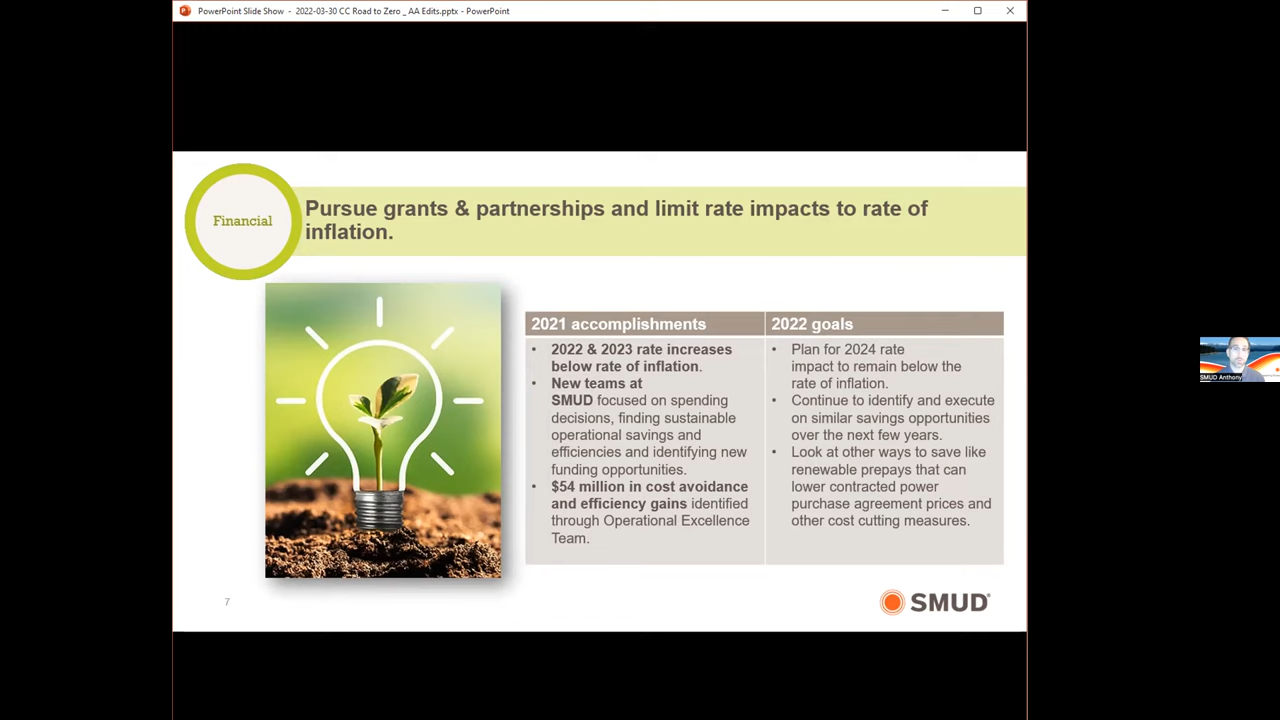 PowerPoint Slide Show - 2022-03-30 CC Road to Zero _ AA Edits.pptx - PowerPoint
Financial
Pursue grants & partnerships and limit rate impacts to rate of
inflation.
2021 accomplishments
• 2022 & 2023 rate increases
below rate of inflation.
• New teams at
SMUD focused on spending
decisions, finding sustainable
operational savings and
efficiencies and identifying new
funding opportunities.
• $54 million in cost avoidance
and efficiency gains identified
through Operational Excellence
Team.
2022 goals
• Plan for 2024 rate
impact to remain below the
rate of inflation.
• Continue to identify and execute
on similar savings opportunities
over the next few years.
• Look at other ways to save like
renewable prepays that can
lower contracted power
purchase agreement prices and
other cost cutting measures.
7
SMUD®
SMUD Anthony